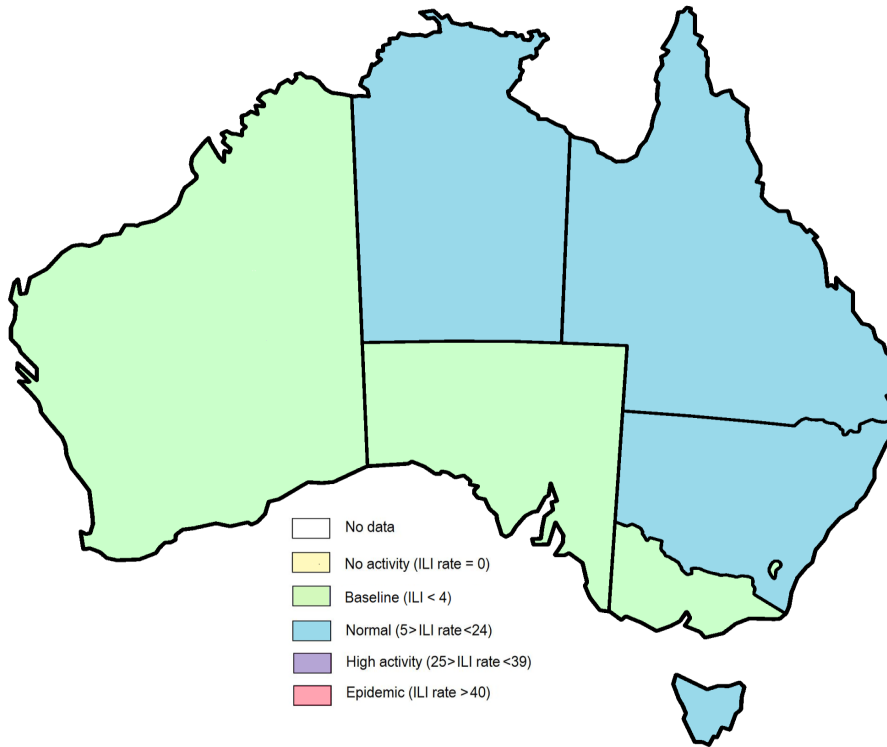 No data
No activity (ILI rate = 0)
Baseline (ILI < 4)
Normal (5>ILI rate<24)
High activity (25>ILI rate<39)
Epidemic (ILI rate >40)